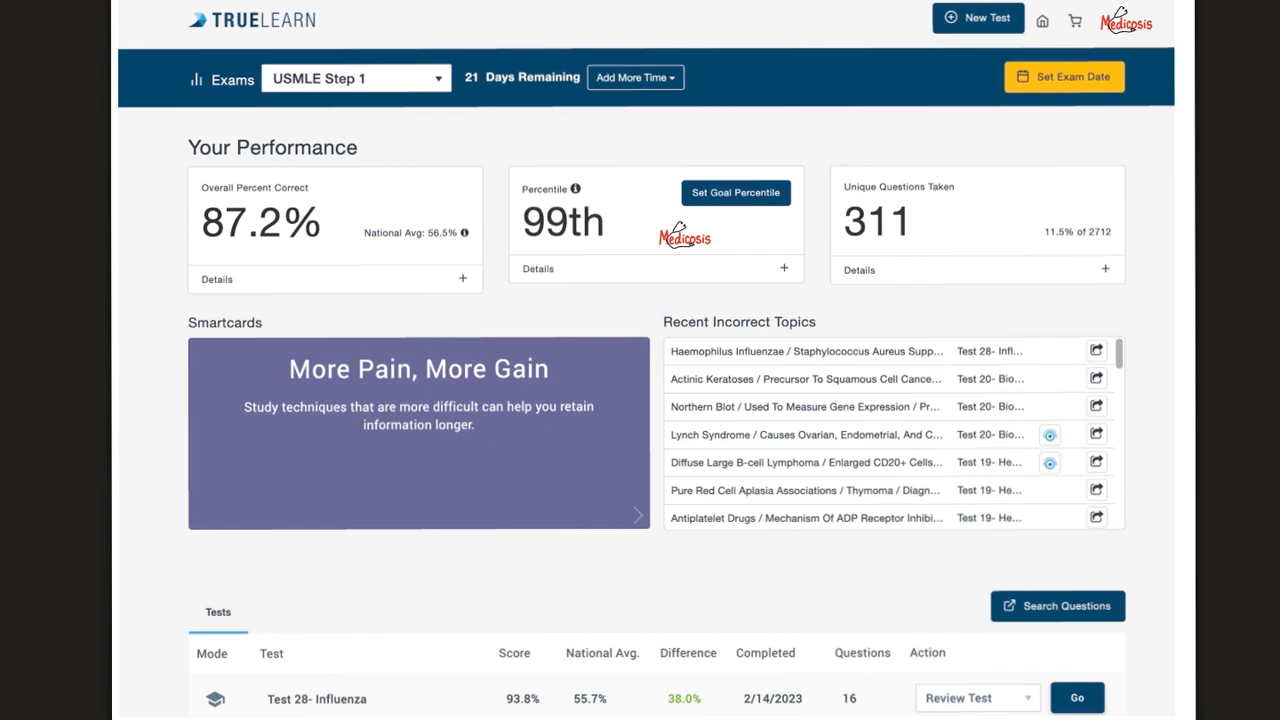 TRUELEARN
New Test
Medicosis
Exams
USMLE Step 1
21 Days Remaining
Add More Time
Set Exam Date
Your Performance
Overall Percent Correct
87.2%
National Avg: 56.5%
Details
Percentile
Set Goal Percentile
99th
Medicosis
Details
Unique Questions Taken
311
11.5% of 2712
Details
Smartcards
More Pain, More Gain
Study techniques that are more difficult can help you retain
information longer.
Recent Incorrect Topics
Haemophilus Influenzae / Staphylococcus Aureus Supp... Test 28- Infl...
Actinic Keratoses / Precursor To Squamous Cell Cance... Test 20- Bio...
Northern Blot / Used To Measure Gene Expression / Pr... Test 20- Bio...
Lynch Syndrome / Causes Ovarian, Endometrial, And C... Test 20- Bio...
Diffuse Large B-cell Lymphoma / Enlarged CD20+ Cells... Test 19- He...
Pure Red Cell Aplasia Associations / Thymoma / Diagn... Test 19- He...
Antiplatelet Drugs / Mechanism Of ADP Receptor Inhibi... Test 19- He...
Tests
Search Questions
Mode Test Score National Avg. Difference Completed Questions Action
Test 28- Influenza 93.8% 55.7% 38.0% 2/14/2023 16 Review Test Go